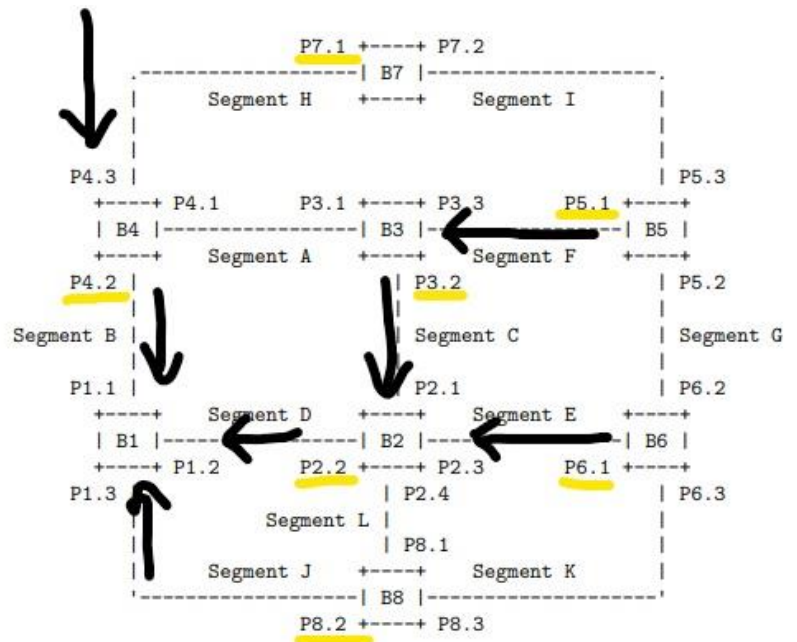 P7.1 P7.2
B7
Segment H Segment I
P4.3 P5.3
P4.1 P3.1 P3.3 P5.1
B4 B3 B5
Segment A Segment F
P4.2 P3.2 P5.2
Segment B Segment C Segment G
P1.1 P2.1 P6.2
Segment D Segment E
B1 B2 B6
P1.2 P2.2 P2.3 P6.1
P1.3 P2.4 P6.3
Segment L
P8.1
Segment J Segment K
B8
P8.2 P8.3